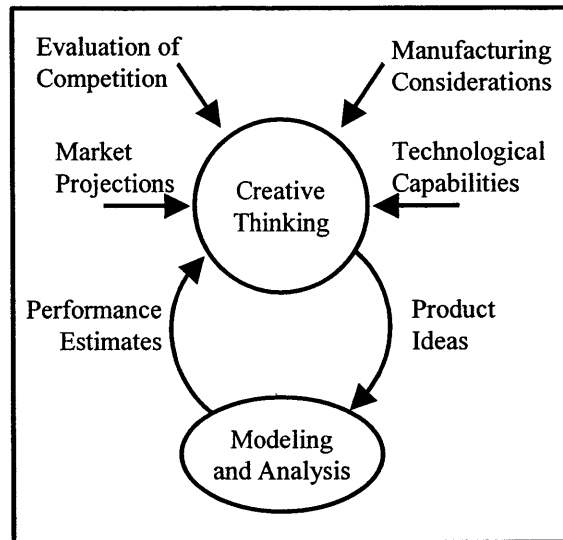 Evaluation of
Competition
Manufacturing
Considerations
Market
Projections
Technological
Capabilities
Creative
Thinking
Performance
Estimates
Product
Ideas
Modeling
and Analysis